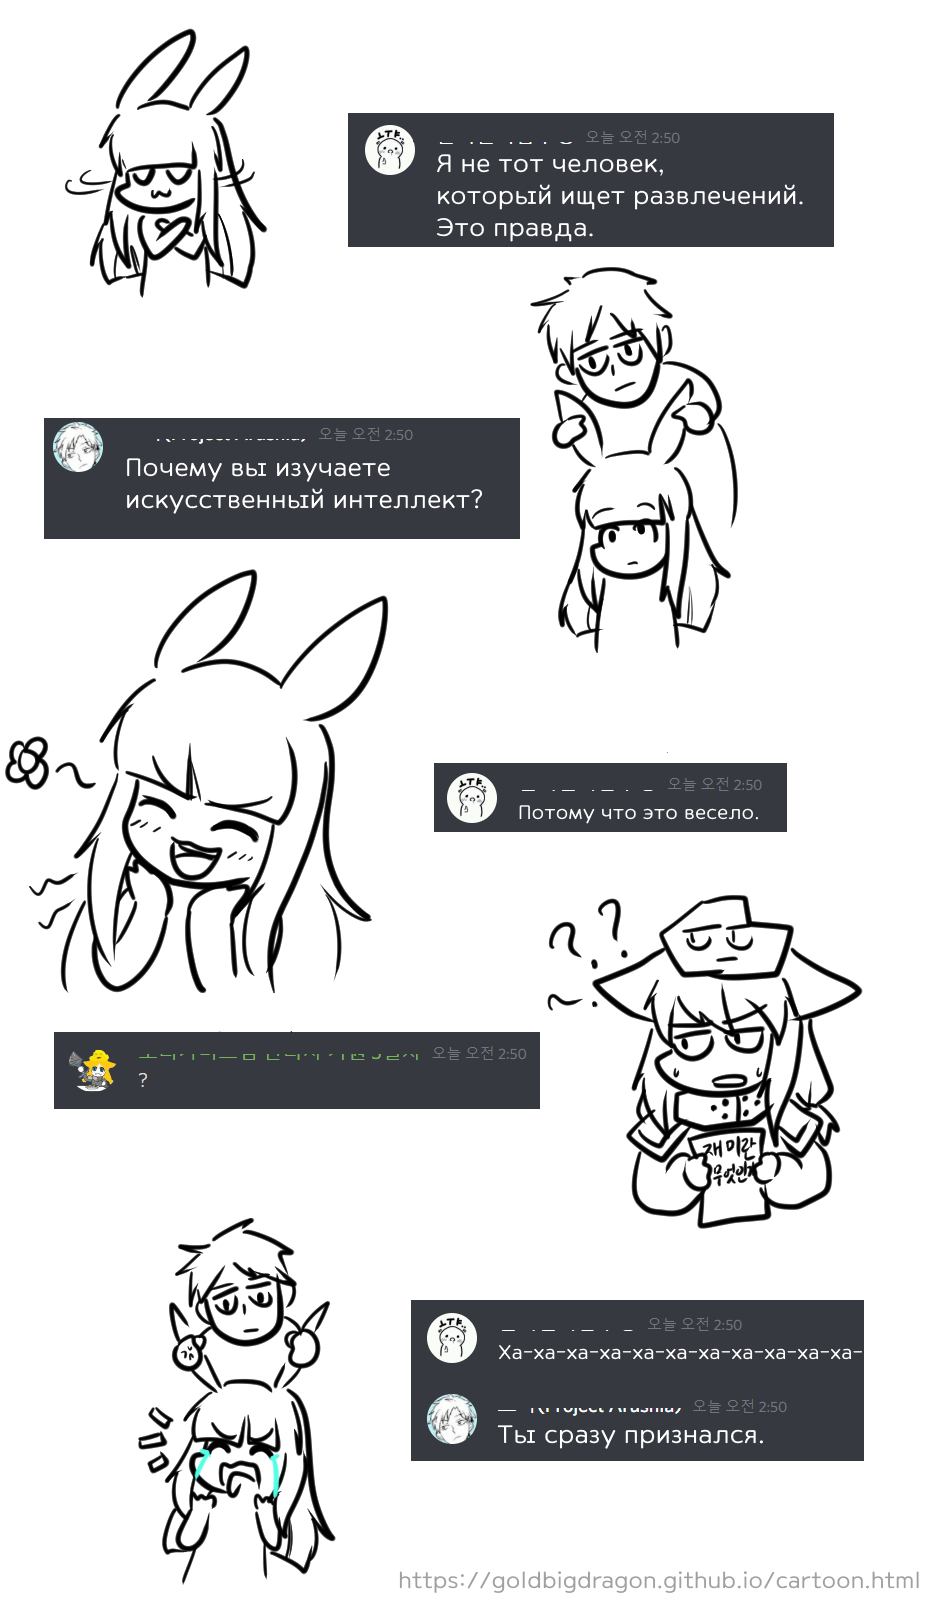 오늘 오전 2:50
Я не тот человек,
который ищет развлечений.
Это правда.
오늘 오전 2:50
Почему вы изучаете
искусственный интеллект?
오늘 오전 2:50
Потому что это весело.
오늘 오전 2:50
?
재미란
무엇인가
오늘 오전 2:50
Ха-ха-ха-ха-ха-ха-ха-ха-ха-ха-ха-
오늘 오전 2:50
Ты сразу признался.
https://goldbigdragon.github.io/cartoon.html